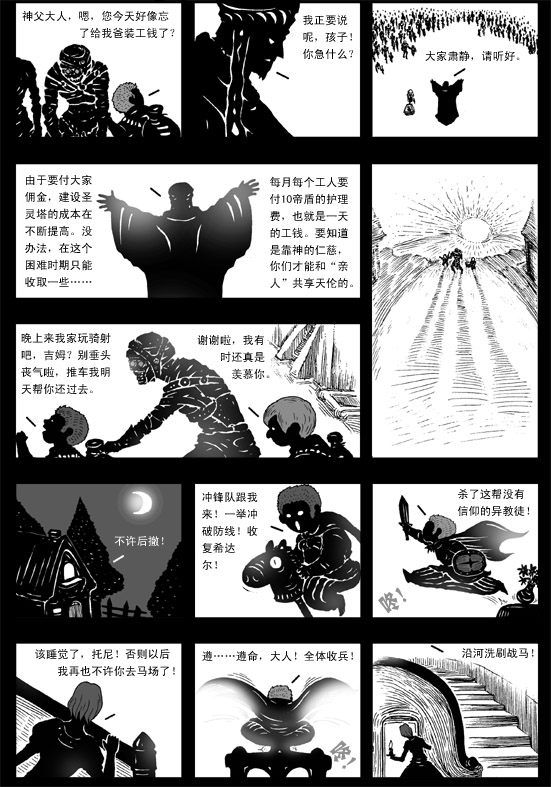 神父大人，嗯，您今天好像忘
了给我爸装工钱了？
我正要说
呢，孩子！
你急什么？
大家肃静，请听好。
由于要付大家
佣金，建设圣
灵塔的成本在
不断提高。没
办法，在这个
困难时期只能
收取一些……
每月每个工人要
付10帝盾的护理
费，也就是一天
的工钱。要知道
是靠神的仁慈，
你们才能和“亲
人”共享天伦的。
晚上来我家玩骑射
吧，吉姆？别垂头
丧气啦，推车我明
天帮你还过去。
谢谢啦，我有
时还真是
羡慕你。
不许后撤！
冲锋队跟我
来！一举冲
破防线！收
复希达
尔！
杀了这帮没有
信仰的异教徒！
咚！
该睡觉了，托尼！否则以后
我再也不许你去马场了！
遵……遵命，大人！全体收兵！
咚！
沿河洗刷战马！